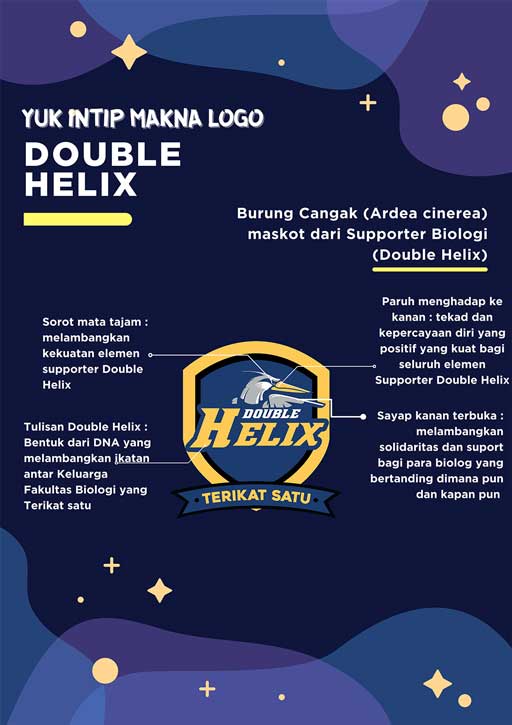 YUK INTIP MAKNA LOGO
DOUBLE
HELIX
Burung Cangak (Ardea cinerea)
maskot dari Supporter Biologi
(Double Helix)
Sorot mata tajam :
melambangkan
kekuatan elemen
supporter Double
Helix
Paruh menghadap ke
kanan : tekad dan
kepercayaan diri yang
positif yang kuat bagi
seluruh elemen
Supporter Double Helix
Tulisan Double Helix :
Bentuk dari DNA yang
melambangkan ikatan
antar Keluarga
Fakultas Biologi yang
Terikat satu
Sayap kanan terbuka :
melambangkan
solidaritas dan suport
bagi para biolog yang
bertanding dimana pun
dan kapan pun
DOUBLE
HELIX
TERIKAT SATU